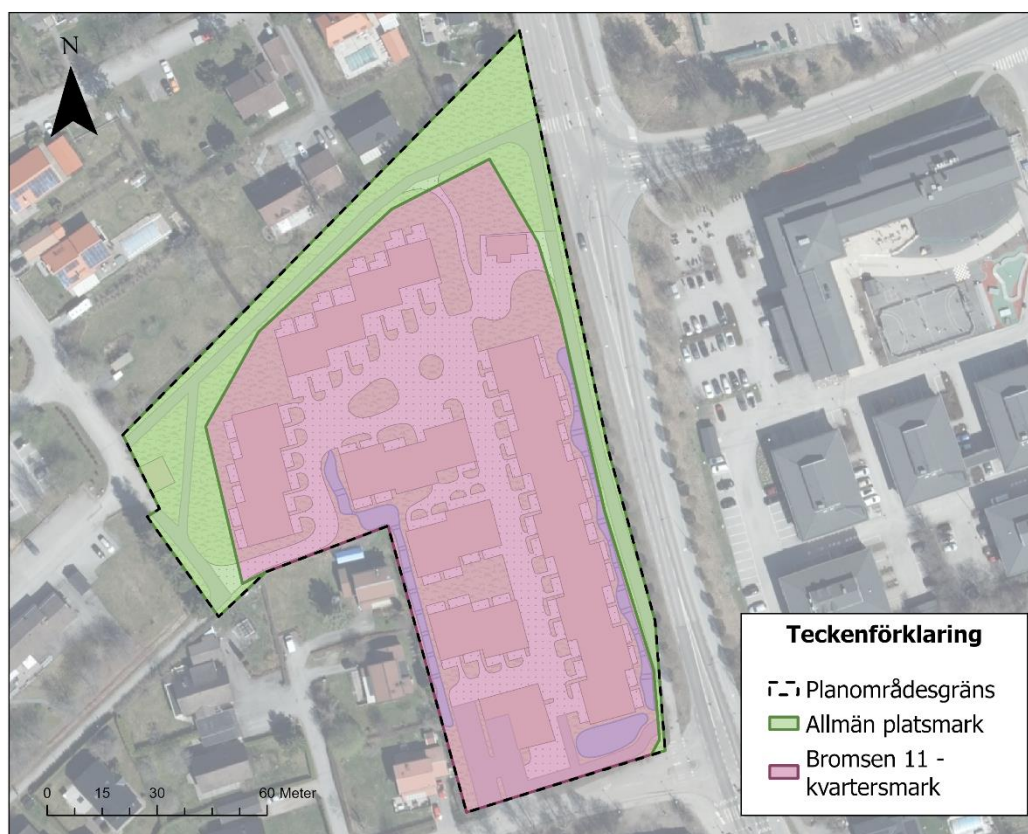 N
0 15 30 60 Meter
Teckenförklaring
Planområdesgräns
Allmän platsmark
Bromsen 11 -
kvartersmark